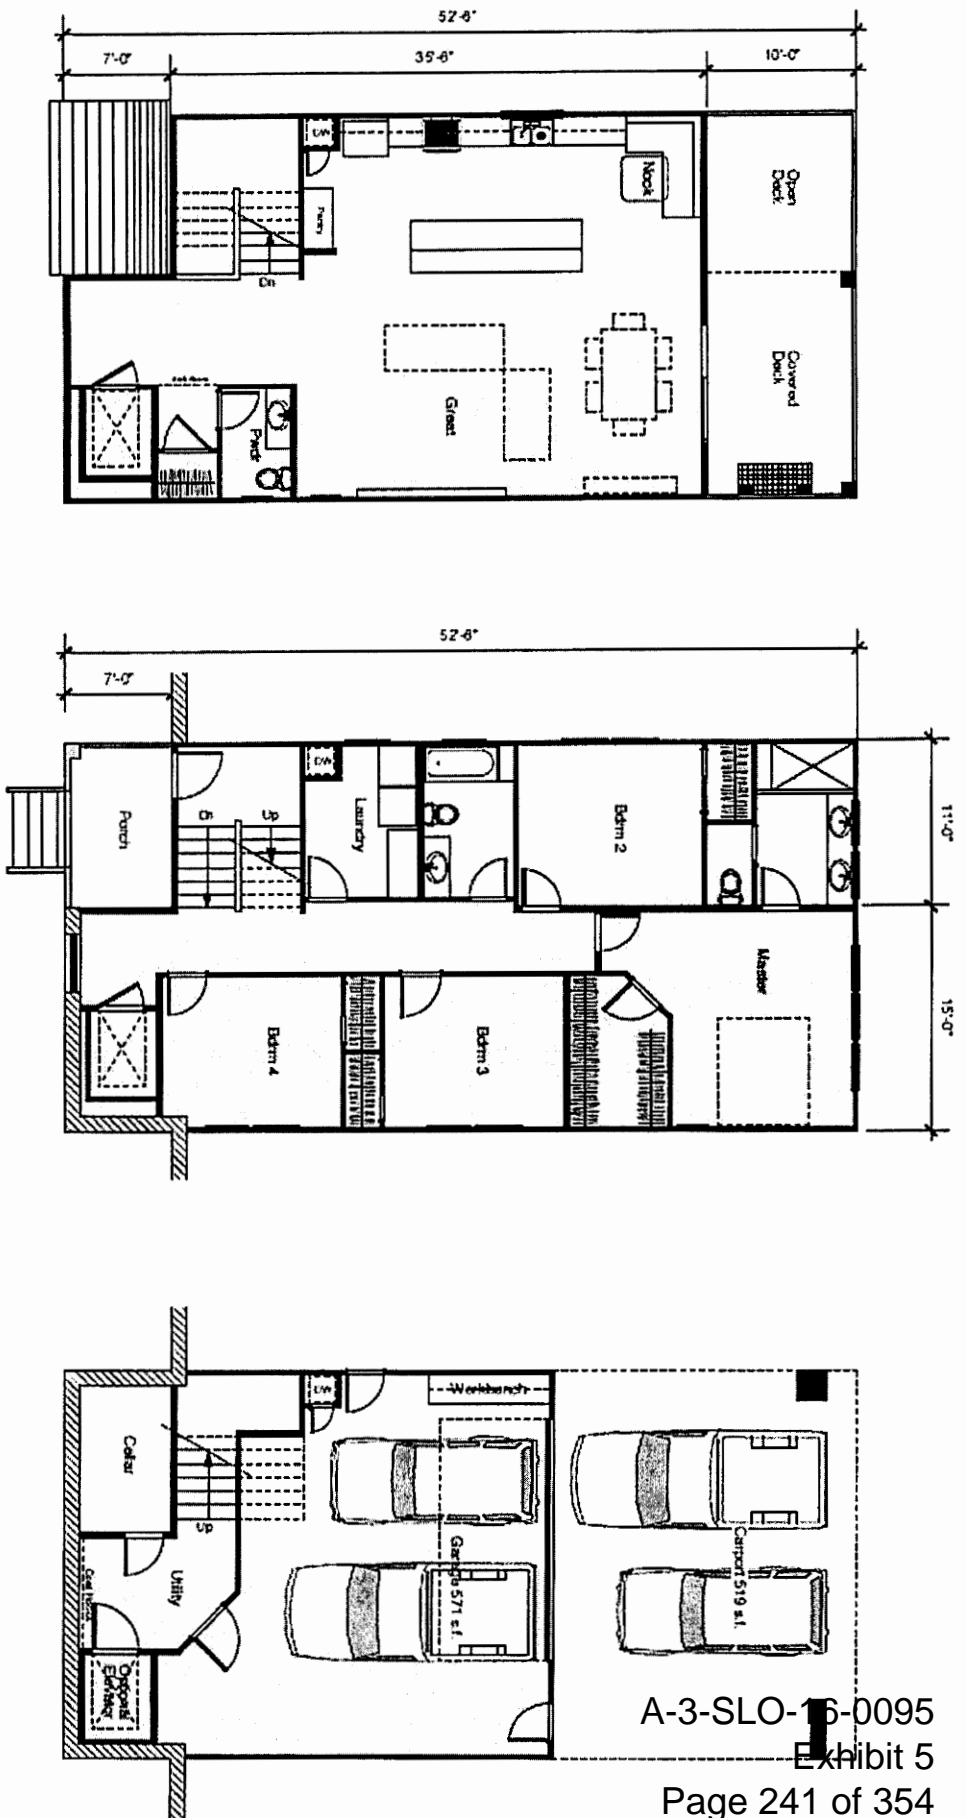 52'-6"
7'-0"
35'-6"
10'-0"
DW
Pantry
Nook
Open
Deck
Dn
Covered
Deck
Great
Pwdr
52'-6"
7'-0"
11'-0"
15'-0"
Porch
Dn
Up
DW
Laundry
Bdrm 2
Master
Bdrm 4
Bdrm 3
Cellar
Up
DW
Workbench
Utility
Optional
Elevator
Garage 571 s.f.
Carport 519 s.f.
A-3-SLO-16-0095
Exhibit 5
Page 241 of 354